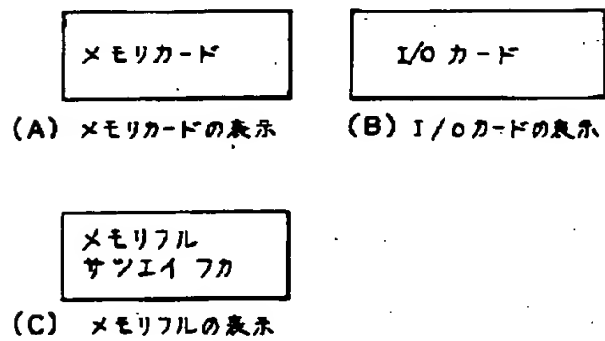 メモリカード
I/O カード
(A) メモリカードの表示
(B) I/Oカードの表示
メモリフル
サツエイ フカ
(C) メモリフルの表示